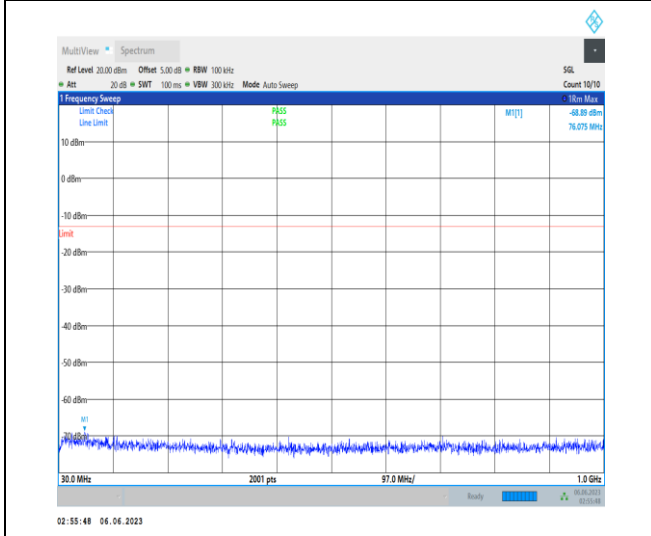 MultiView Spectrum
Ref Level 20.00 dBm Offset 5.00 dB RBW 100 kHz SGL
Att 20 dB SWT 100 ms VBW 300 kHz Mode Auto Sweep Count 10/10
1 Frequency Sweep 1Rm Max
Limit Check PASS M1[1] -68.89 dBm
Line Limit PASS 76.075 MHz
10 dBm
0 dBm
-10 dBm
Limit
-20 dBm
-30 dBm
-40 dBm
-50 dBm
-60 dBm
M1
-70 dBm
30.0 MHz 2001 pts 97.0 MHz/ 1.0 GHz
Ready 06.06.2023
02:55:48
02:55:48 06.06.2023